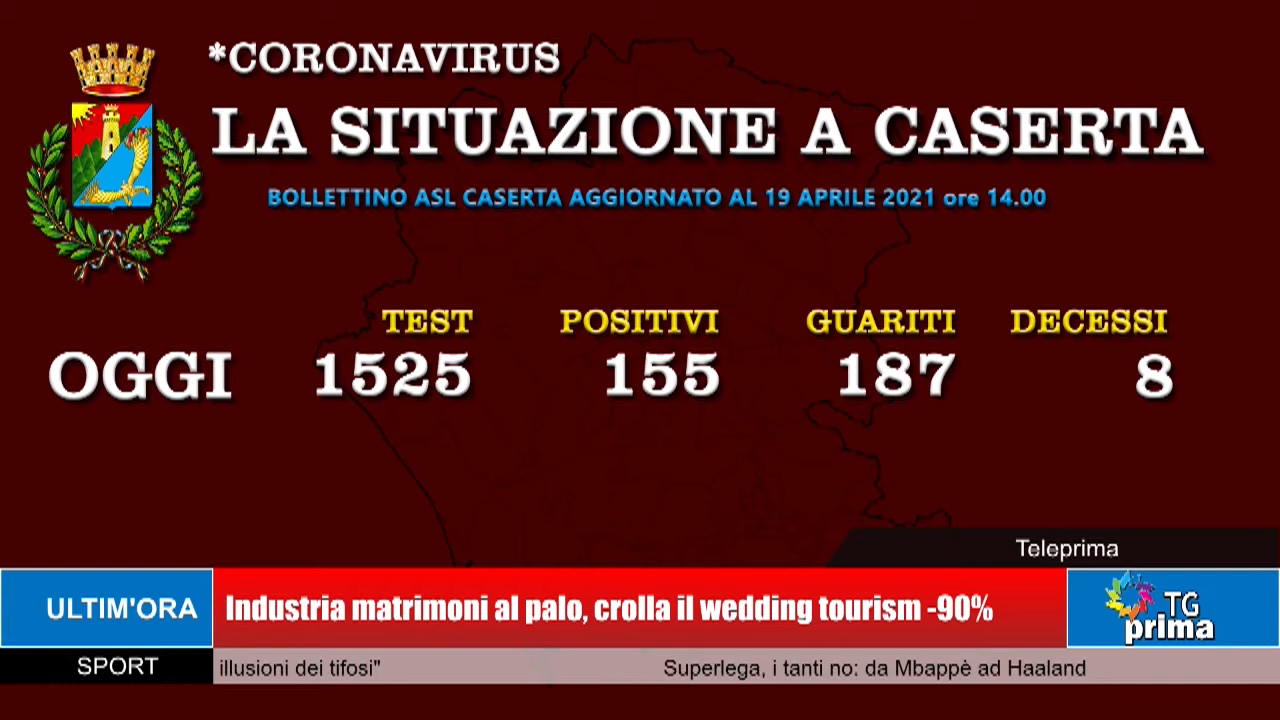 *CORONAVIRUS
LA SITUAZIONE A CASERTA
BOLLETTINO ASL CASERTA AGGIORNATO AL 19 APRILE 2021 ore 14.00
TEST POSITIVI GUARITI DECESSI
OGGI 1525 155 187 8
Teleprima
ULTIM'ORA Industria matrimoni al palo, crolla il wedding tourism -90%
TG
prima
SPORT illusioni dei tifosi" Superlega, i tanti no: da Mbappè ad Haaland